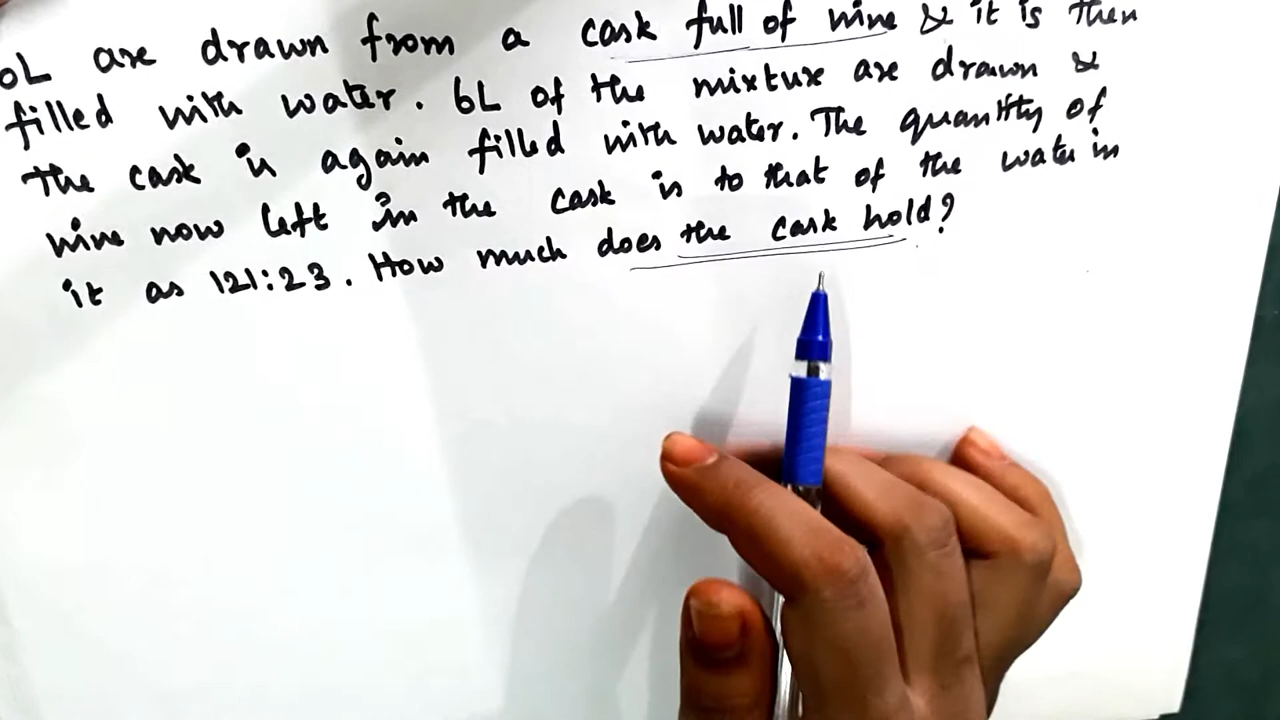 6L are drawn from a cask full of wine & it is then
filled with water. 6L of the mixture are drawn &
the cask is again filled with water. The quantity of
wine now left in the cask is to that of the water in
it as 121:23. How much does the cask hold?